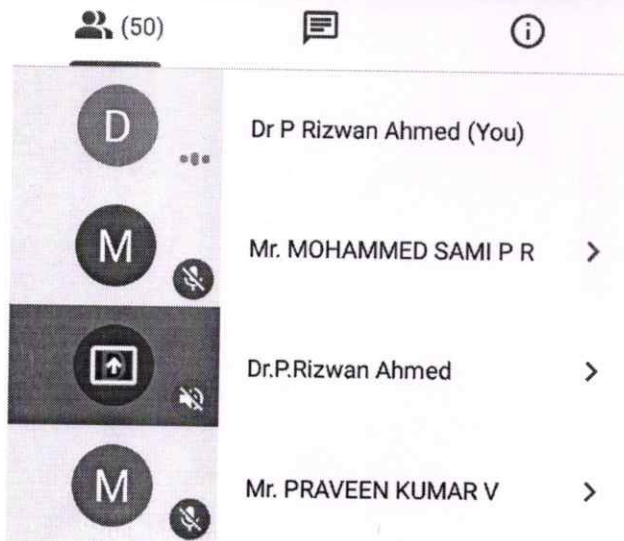 (50)
D
Dr P Rizwan Ahmed (You)
M
Mr. MOHAMMED SAMI P R
Dr.P.Rizwan Ahmed
M
Mr. PRAVEEN KUMAR V